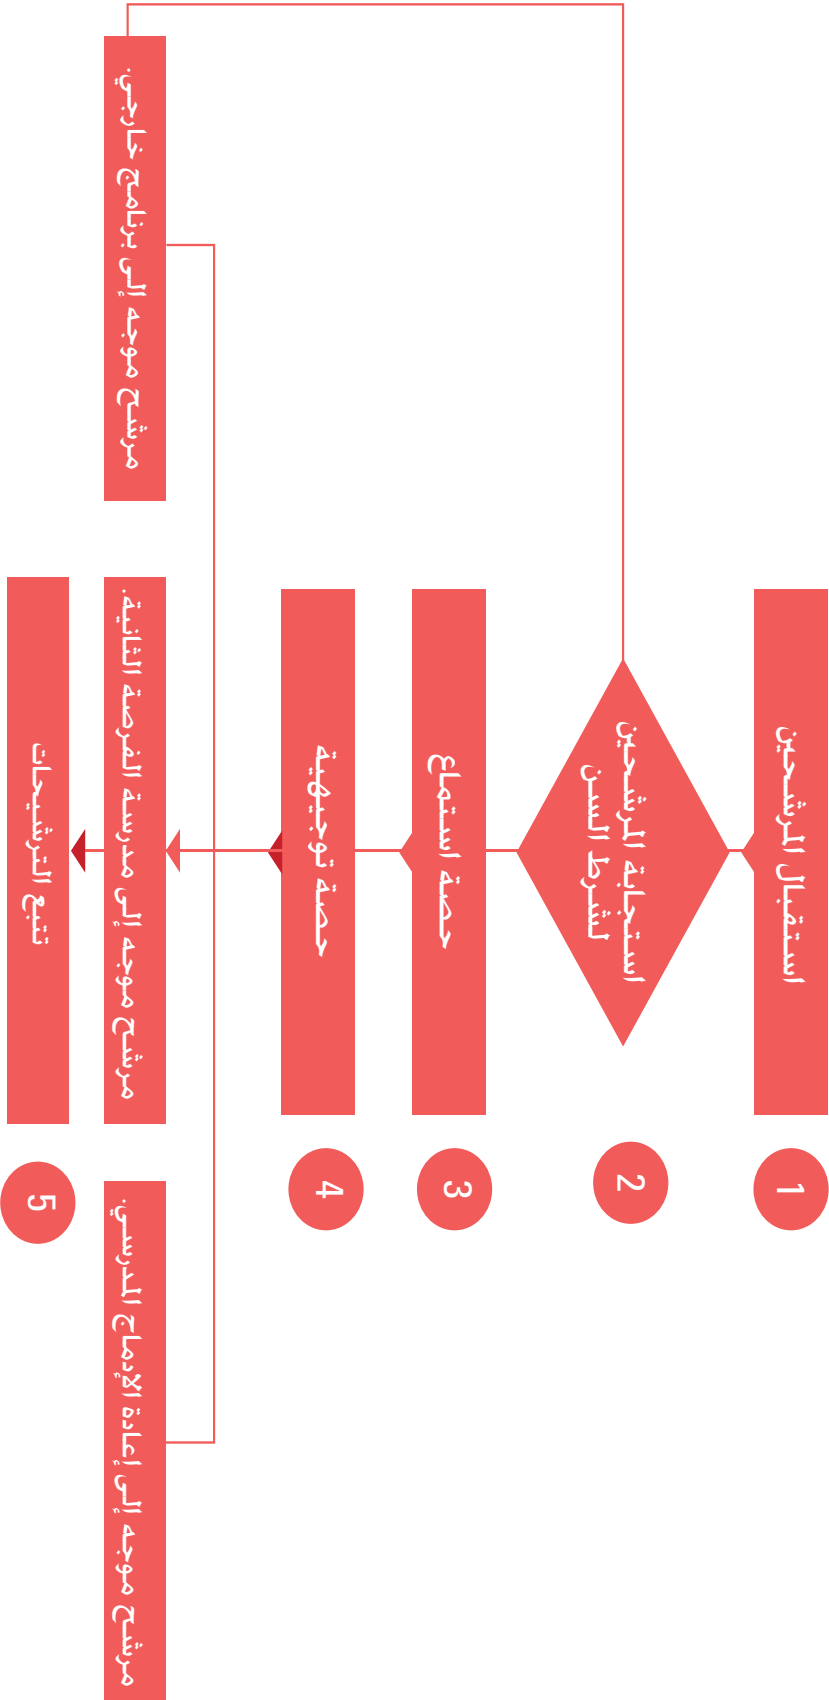 استقبال المرشحين
1
استجابة المرشحين
لشرط السن
2
حصة استماع
3
حصة توجيهية
4
مرشح موجه إلى إعادة الإدماج المدرسي.
مرشح موجه إلى مدرسة الفرصة الثانية.
مرشح موجه إلى برنامج خارجي.
تتبع الترشيحات
5